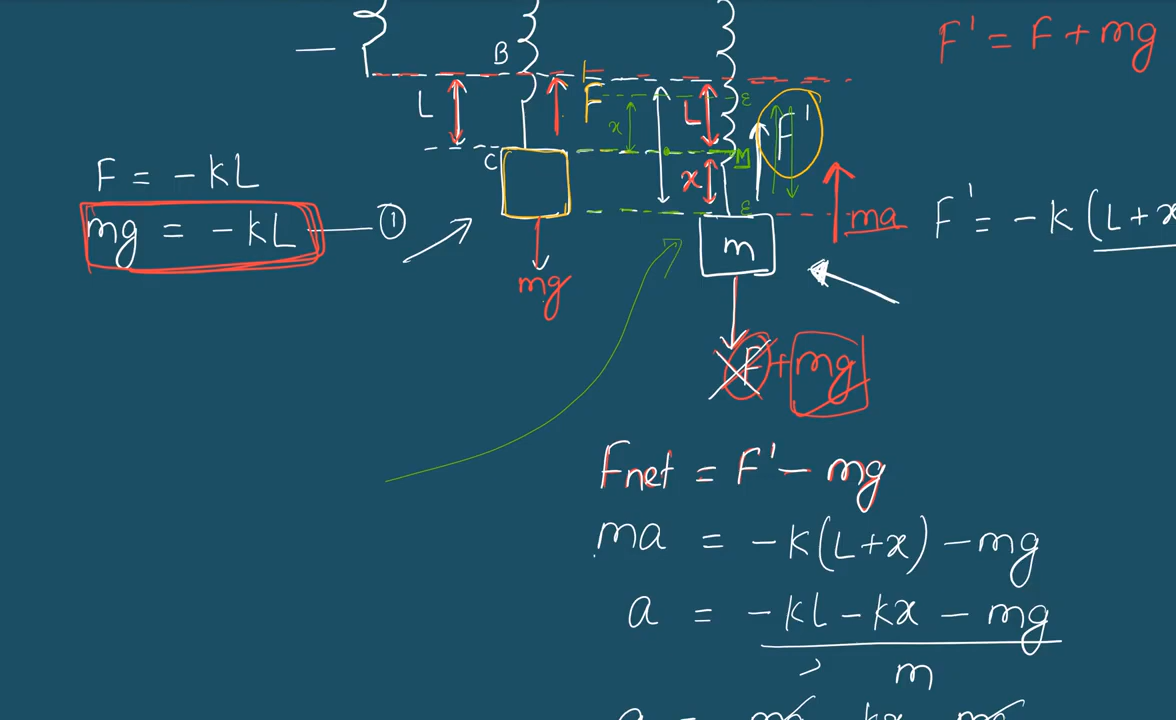 F' = F + mg
B
L
F
x
L
ε
F'
C
M
x
ε
F = -kL
mg = -kL ①
ma
F' = -k (L+x
m
mg
F + mg
Fnet = F' - mg
ma = -k(L+x) - mg
a = -kL - kx - mg
m